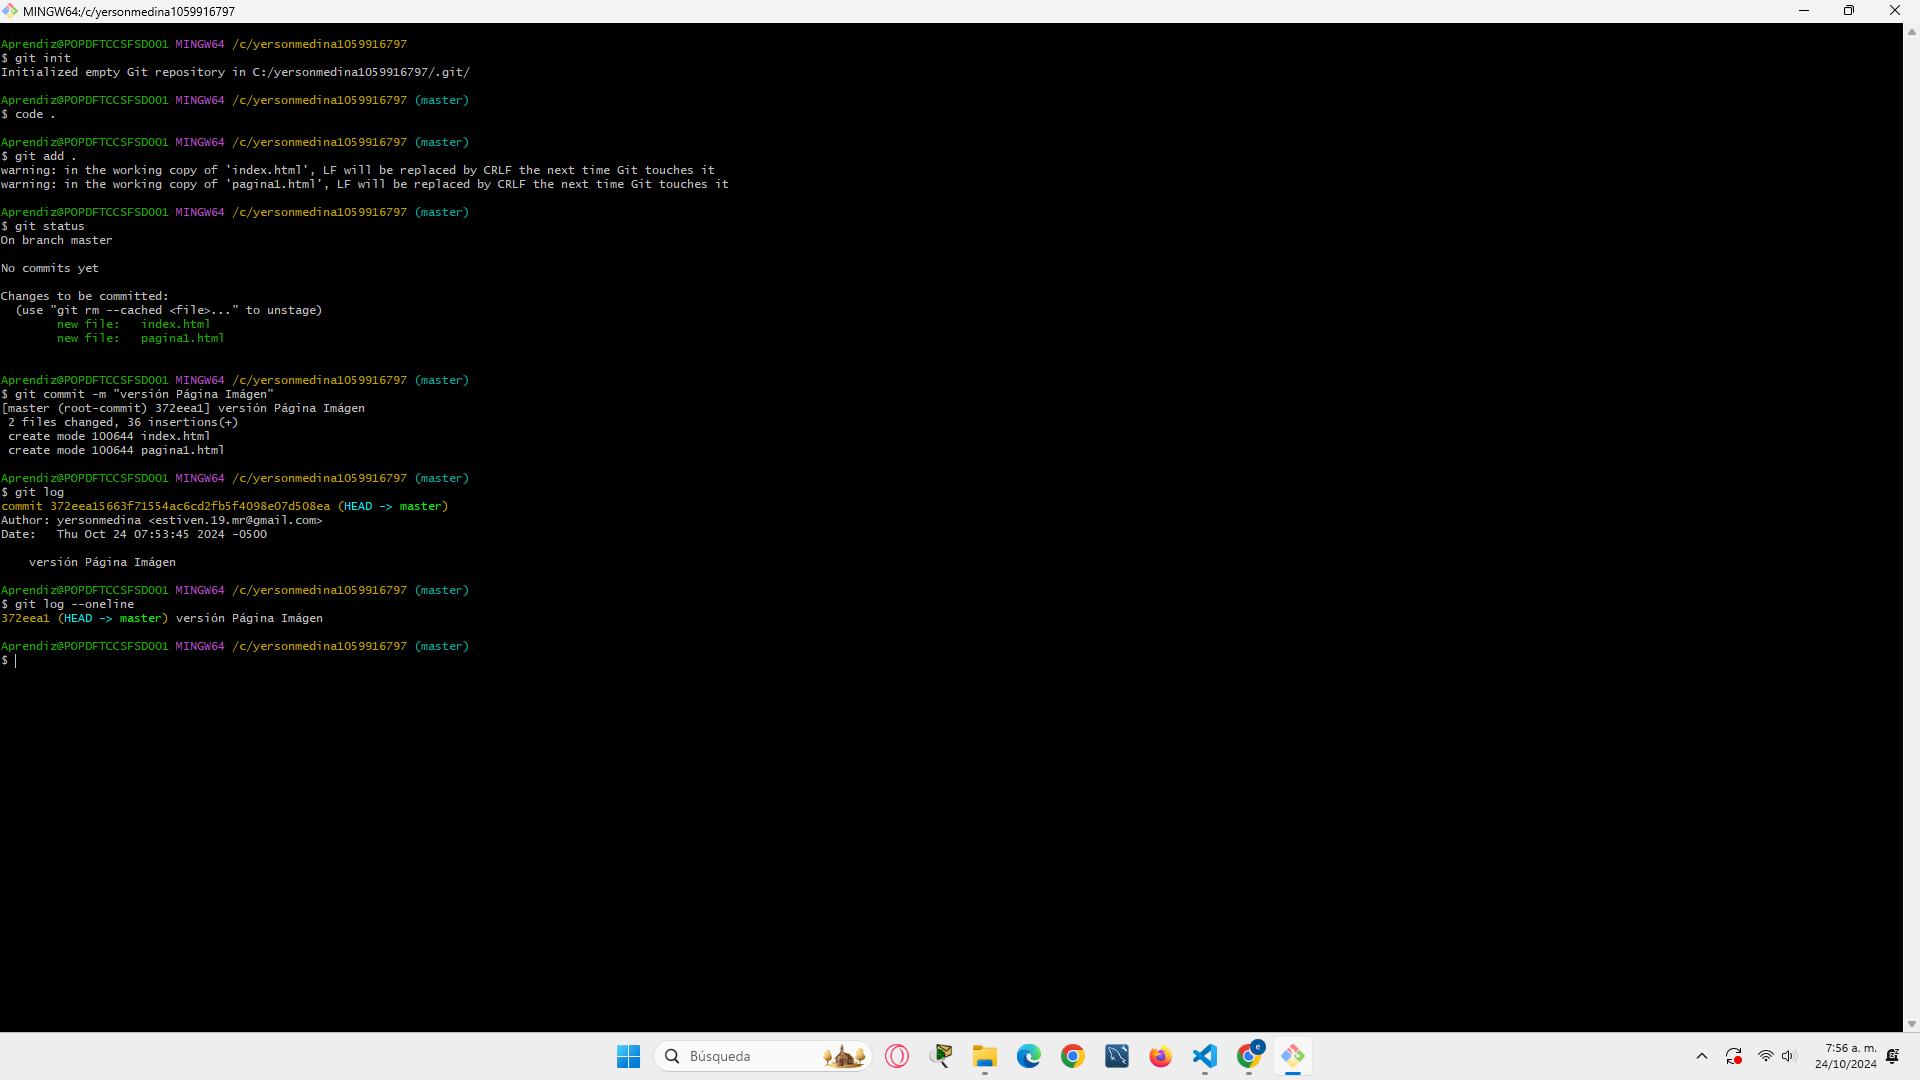 MINGW64:/c/yersonmedina1059916797
Aprendiz@POPDFTCCSFSD001 MINGW64 /c/yersonmedina1059916797
$ git init
Initialized empty Git repository in C:/yersonmedina1059916797/.git/
Aprendiz@POPDFTCCSFSD001 MINGW64 /c/yersonmedina1059916797 (master)
$ code .
Aprendiz@POPDFTCCSFSD001 MINGW64 /c/yersonmedina1059916797 (master)
$ git add .
warning: in the working copy of 'index.html', LF will be replaced by CRLF the next time Git touches it
warning: in the working copy of 'pagina1.html', LF will be replaced by CRLF the next time Git touches it
Aprendiz@POPDFTCCSFSD001 MINGW64 /c/yersonmedina1059916797 (master)
$ git status
On branch master
No commits yet
Changes to be committed:
  (use "git rm --cached <file>..." to unstage)
        new file:   index.html
        new file:   pagina1.html
Aprendiz@POPDFTCCSFSD001 MINGW64 /c/yersonmedina1059916797 (master)
$ git commit -m "versión Página Imágen"
[master (root-commit) 372eea1] versión Página Imágen
 2 files changed, 36 insertions(+)
 create mode 100644 index.html
 create mode 100644 pagina1.html
Aprendiz@POPDFTCCSFSD001 MINGW64 /c/yersonmedina1059916797 (master)
$ git log
commit 372eea15663f71554ac6cd2fb5f4098e07d508ea (HEAD -> master)
Author: yersonmedina <estiven.19.mr@gmail.com>
Date:   Thu Oct 24 07:53:45 2024 -0500
    versión Página Imágen
Aprendiz@POPDFTCCSFSD001 MINGW64 /c/yersonmedina1059916797 (master)
$ git log --oneline
372eea1 (HEAD -> master) versión Página Imágen
Aprendiz@POPDFTCCSFSD001 MINGW64 /c/yersonmedina1059916797 (master)
$
Búsqueda
e
7:56 a. m.
24/10/2024